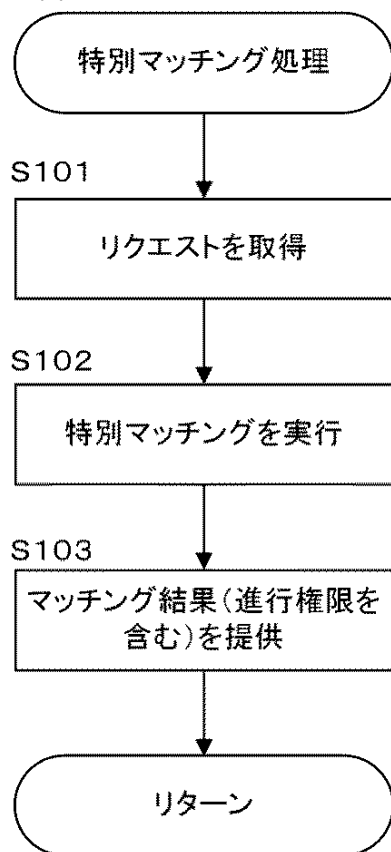 特別マッチング処理
S101
リクエストを取得
S102
特別マッチングを実行
S103
マッチング結果(進行権限を
含む)を提供
リターン